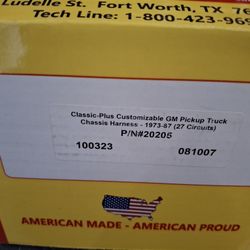 Ludelle St. Fort Worth, TX
Tech Line: 1-800-423-969
Classic-Plus Customizable GM Pickup Truck
Chassis Harness - 1973-87 (27 Circuits)
P/N#20205
100323 081007
AMERICAN MADE - AMERICAN PROUD